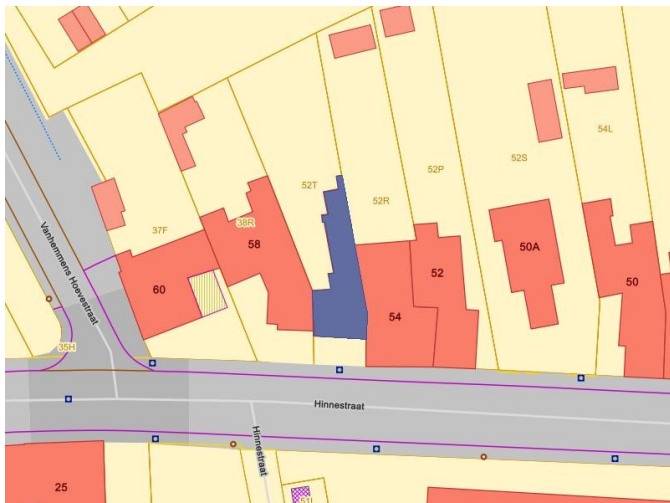 54L
52S
52P
52T
52R
37F
38R
58
50A
52
50
Vanhemmens Hoevestraat
60
54
35H
Hinnestraat
Hinnestraat
25